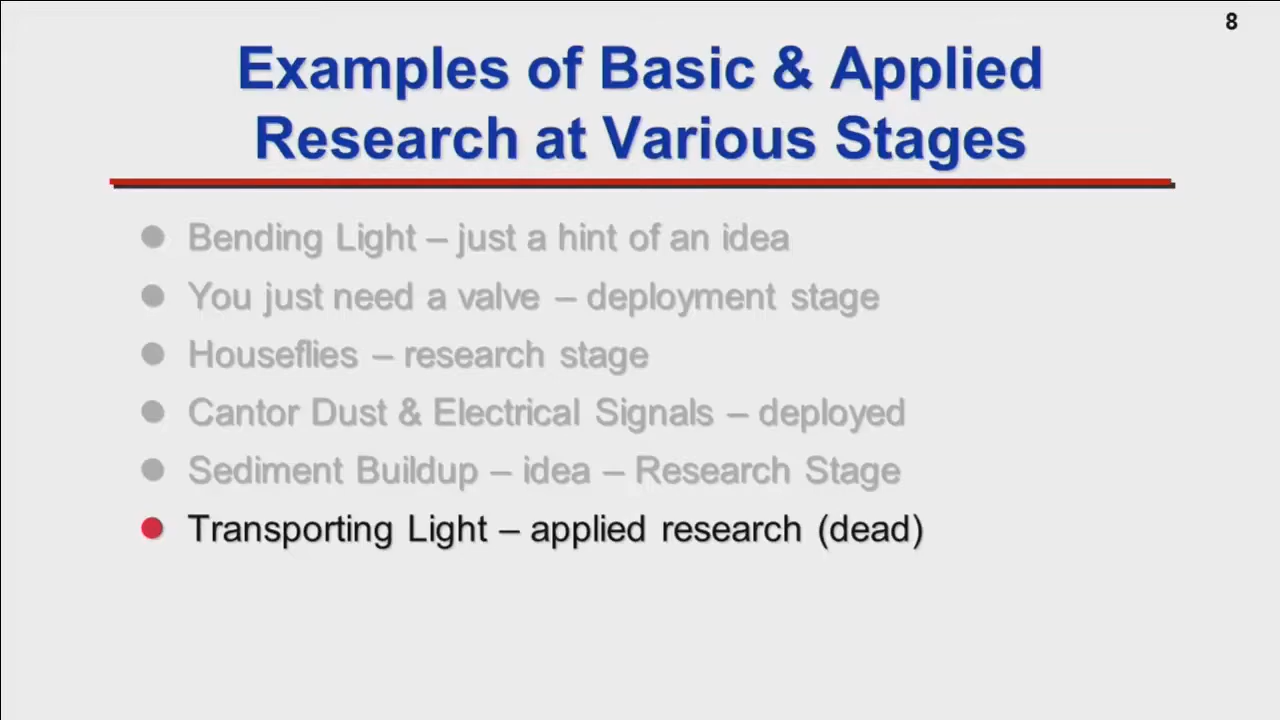 8
Examples of Basic & Applied
Research at Various Stages
Bending Light – just a hint of an idea
You just need a valve – deployment stage
Houseflies – research stage
Cantor Dust & Electrical Signals – deployed
Sediment Buildup – idea – Research Stage
Transporting Light – applied research (dead)